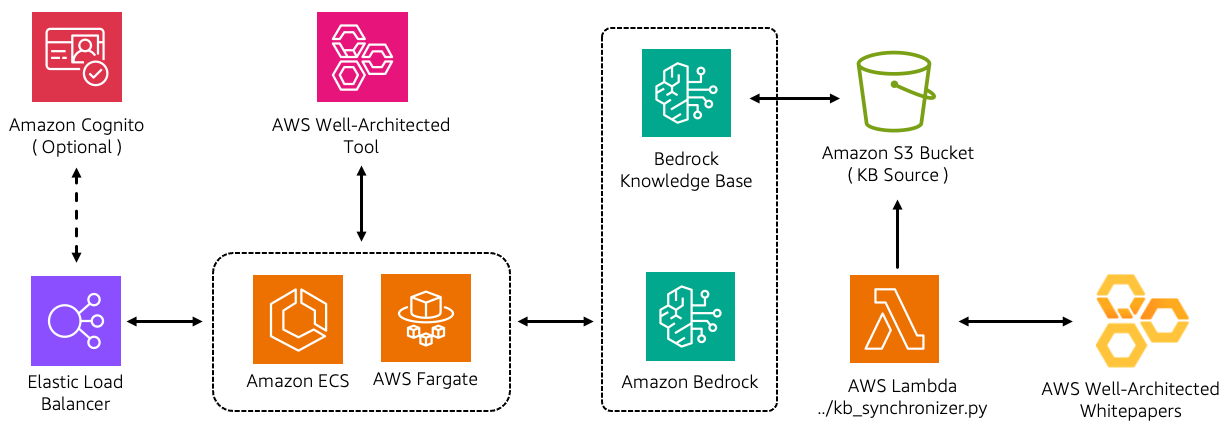 Amazon Cognito
( Optional )
AWS Well-Architected
Tool
Bedrock
Knowledge Base
Amazon S3 Bucket
( KB Source )
Elastic Load
Balancer
Amazon ECS
AWS Fargate
Amazon Bedrock
AWS Lambda
../kb_synchronizer.py
AWS Well-Architected
Whitepapers